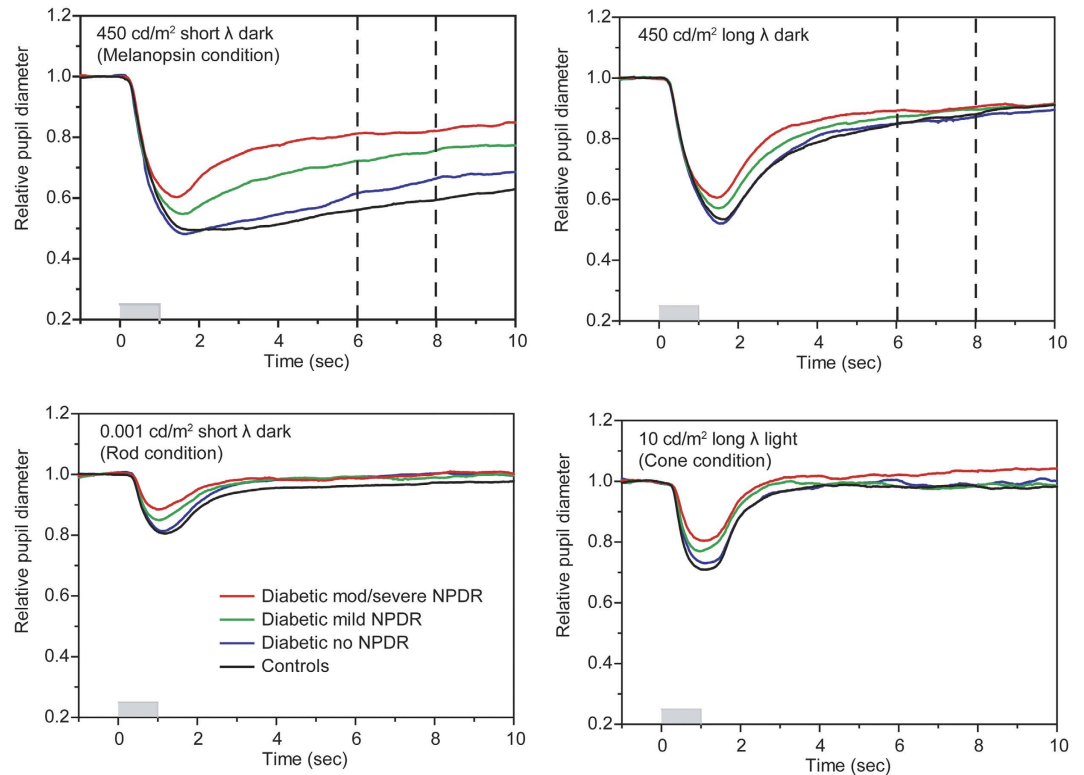 450 cd/m² short λ dark
(Melanopsin condition)
Relative pupil diameter
1.2
1.0
0.8
0.6
0.4
0.2
0 2 4 6 8 10
Time (sec)
450 cd/m² long λ dark
Relative pupil diameter
1.2
1.0
0.8
0.6
0.4
0.2
0 2 4 6 8 10
Time (sec)
0.001 cd/m² short λ dark
(Rod condition)
Relative pupil diameter
1.2
1.0
0.8
0.6
0.4
0.2
Diabetic mod/severe NPDR
Diabetic mild NPDR
Diabetic no NPDR
Controls
0 2 4 6 8 10
Time (sec)
10 cd/m² long λ light
(Cone condition)
Relative pupil diameter
1.2
1.0
0.8
0.6
0.4
0.2
0 2 4 6 8 10
Time (sec)